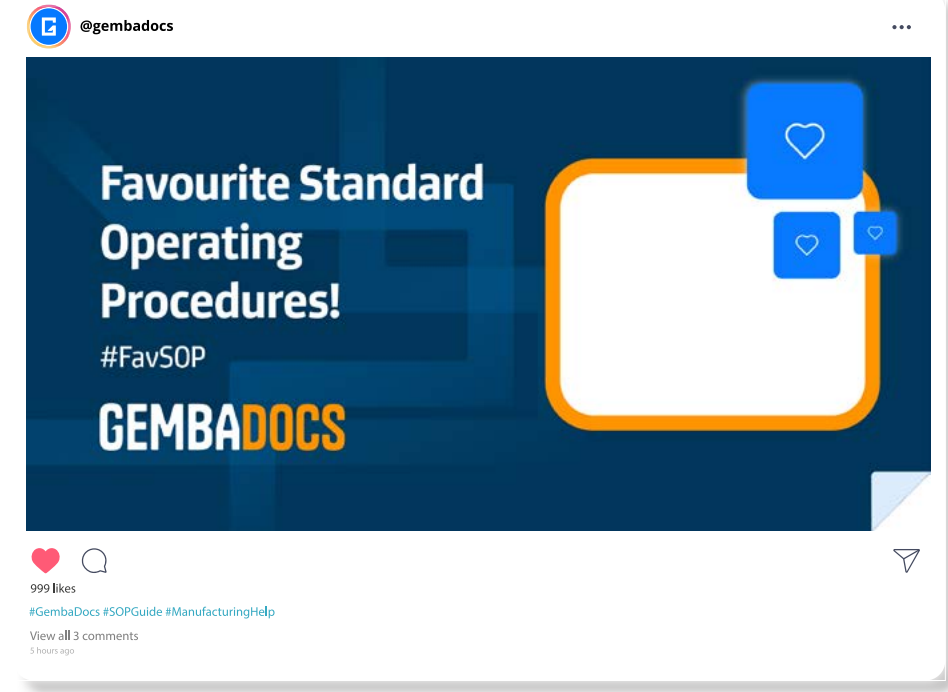 @gembadocs
Favourite Standard
Operating
Procedures!
#FavSOP
GEMBADOCS
999 likes
#GembaDocs #SOPGuide #ManufacturingHelp
View all 3 comments
5 hours ago